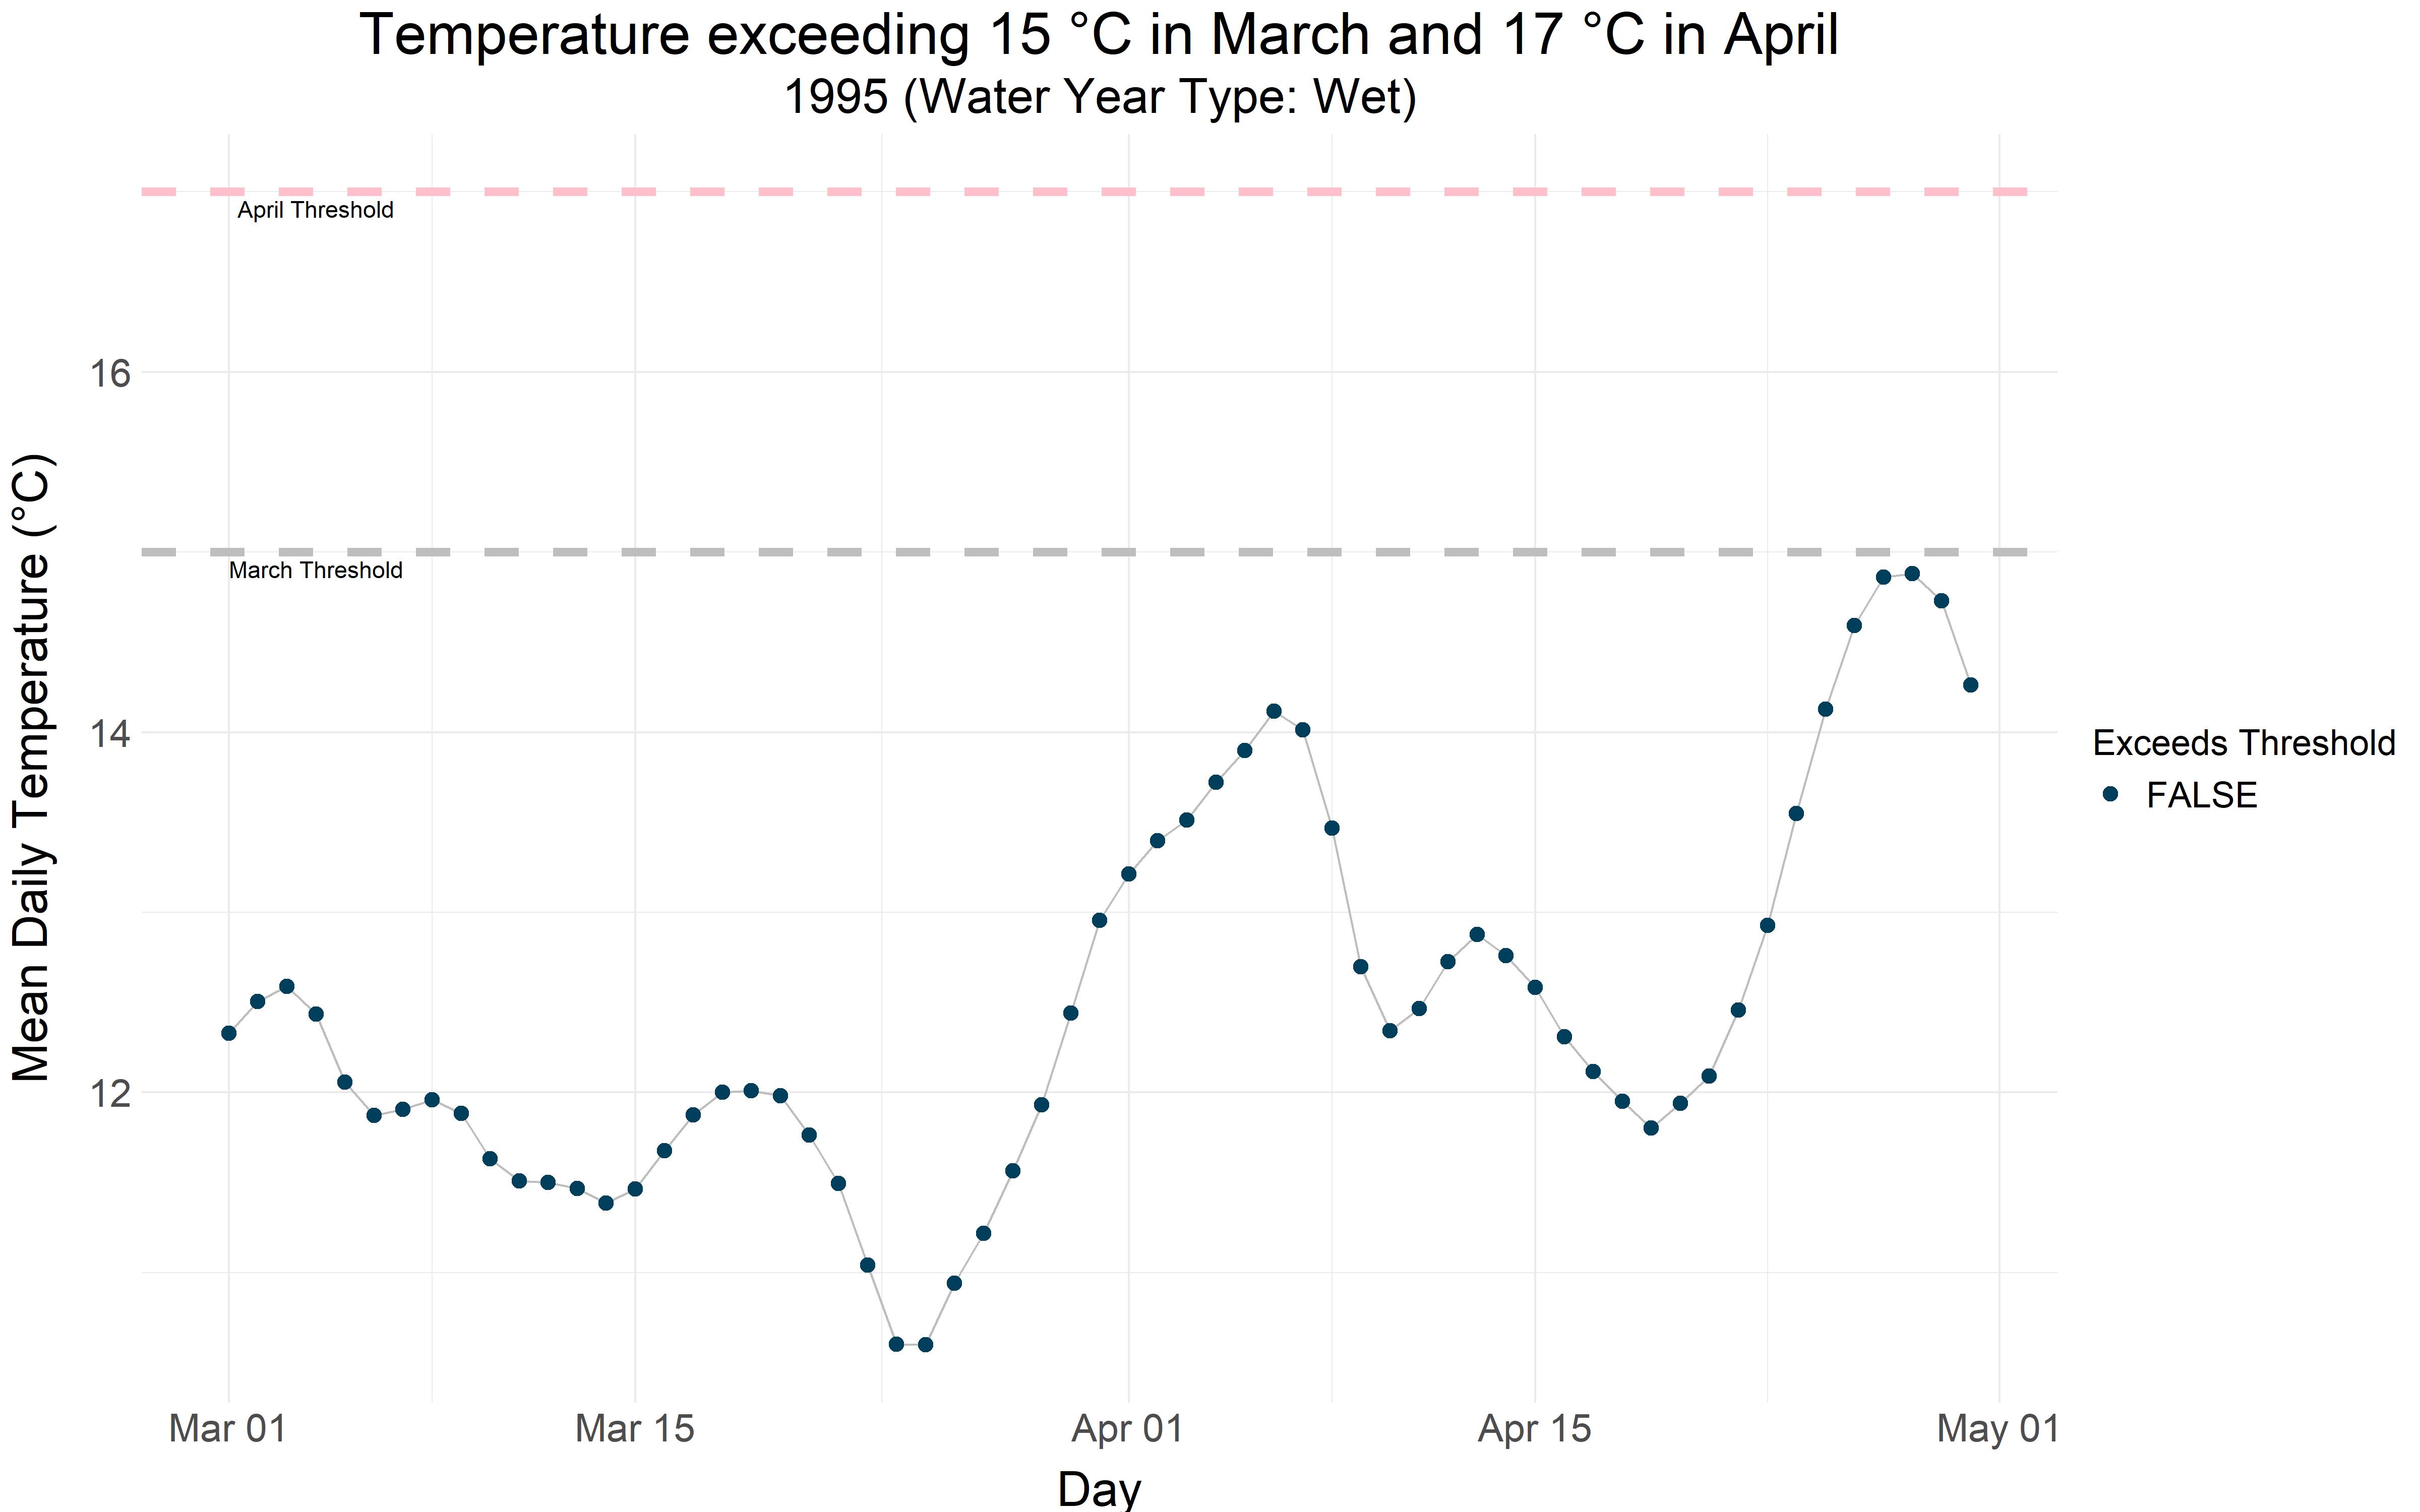 Temperature exceeding 15 °C in March and 17 °C in April
1995 (Water Year Type: Wet)
April Threshold
16
March Threshold
14
12
Mean Daily Temperature (°C)
Exceeds Threshold
FALSE
Mar 01
Mar 15
Apr 01
Apr 15
May 01
Day